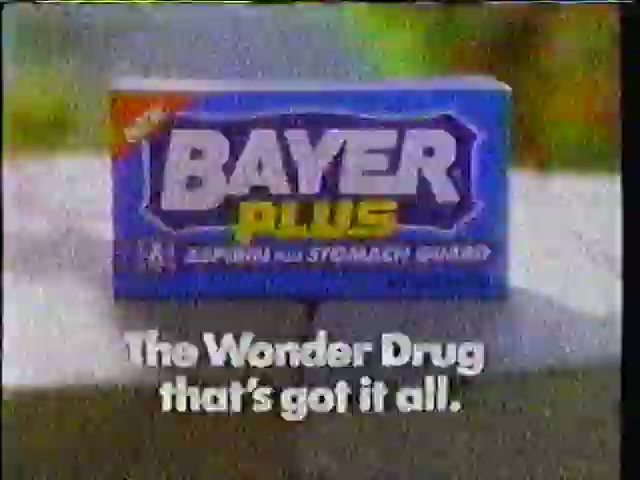 NEW
BAYER
PLUS
ASPIRIN PLUS STOMACH GUARD
The Wonder Drug
that's got it all.